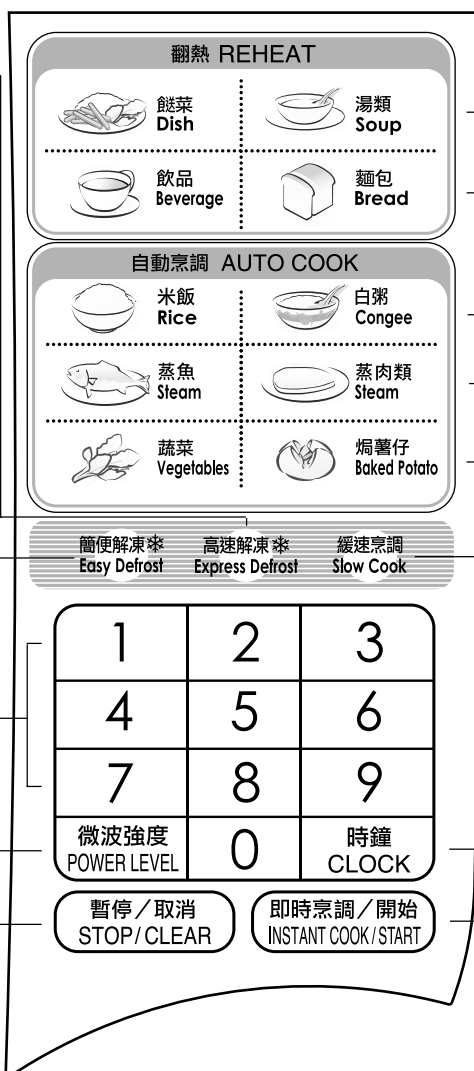 翻熱 REHEAT
餸菜
Dish
湯類
Soup
飲品
Beverage
麵包
Bread
自動烹調 AUTO COOK
米飯
Rice
白粥
Congee
蒸魚
Steam
蒸肉類
Steam
蔬菜
Vegetables
焗薯仔
Baked Potato
簡便解凍
Easy Defrost
高速解凍
Express Defrost
緩速烹調
Slow Cook
1 2 3
4 5 6
7 8 9
微波強度
POWER LEVEL
0
時鐘
CLOCK
暫停／取消
STOP/CLEAR
即時烹調／開始
INSTANT COOK/START